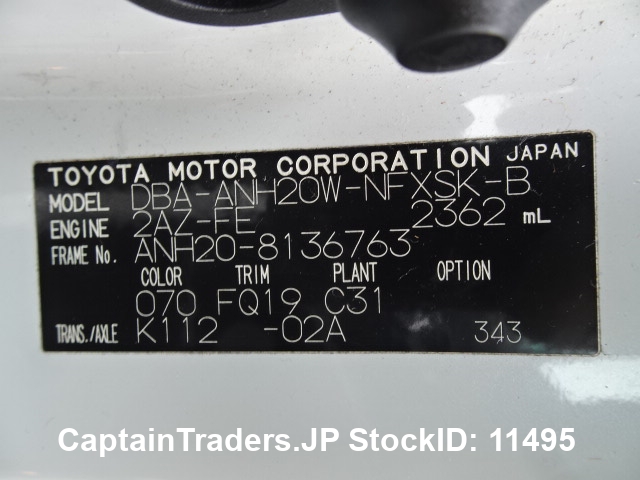 TOYOTA MOTOR CORPORATION JAPAN
MODEL DBA-ANH20W-NFXSK-B
ENGINE 2AZ-FE 2362 mL
FRAME No. ANH20-8136763
COLOR TRIM PLANT OPTION
070 FQ19 C31
TRANS./AXLE K112 -02A 343
CaptainTraders.JP StockID: 11495